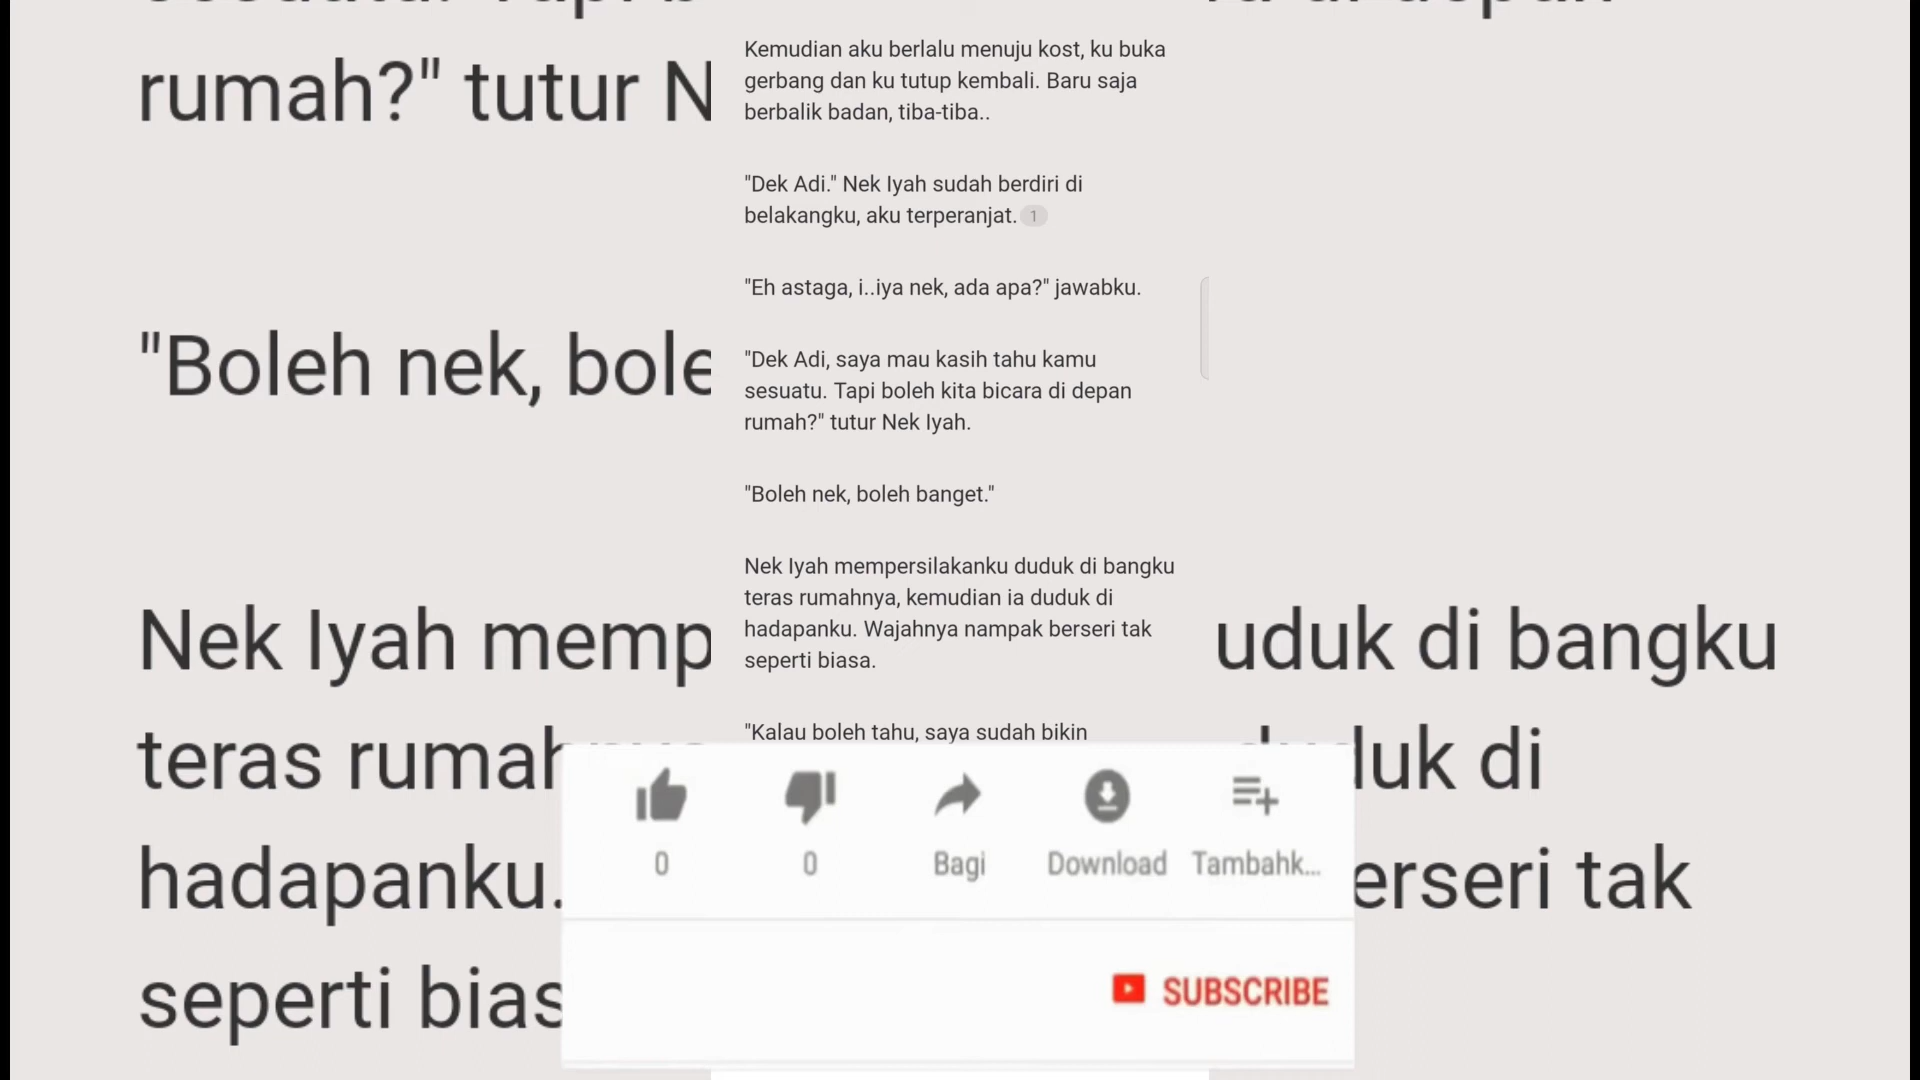 rumah?" tutur N
"Boleh nek, bole
Nek Iyah memp
uduk di bangku
teras rumah
duduk di
hadapanku.
erseri tak
seperti bias
Kemudian aku berlalu menuju kost, ku buka
gerbang dan ku tutup kembali. Baru saja
berbalik badan, tiba-tiba..
"Dek Adi." Nek Iyah sudah berdiri di
belakangku, aku terperanjat. 1
"Eh astaga, i..iya nek, ada apa?" jawabku.
"Dek Adi, saya mau kasih tahu kamu
sesuatu. Tapi boleh kita bicara di depan
rumah?" tutur Nek Iyah.
"Boleh nek, boleh banget."
Nek Iyah mempersilakanku duduk di bangku
teras rumahnya, kemudian ia duduk di
hadapanku. Wajahnya nampak berseri tak
seperti biasa.
"Kalau boleh tahu, saya sudah bikin
0
0
Bagi
Download
Tambahk...
SUBSCRIBE